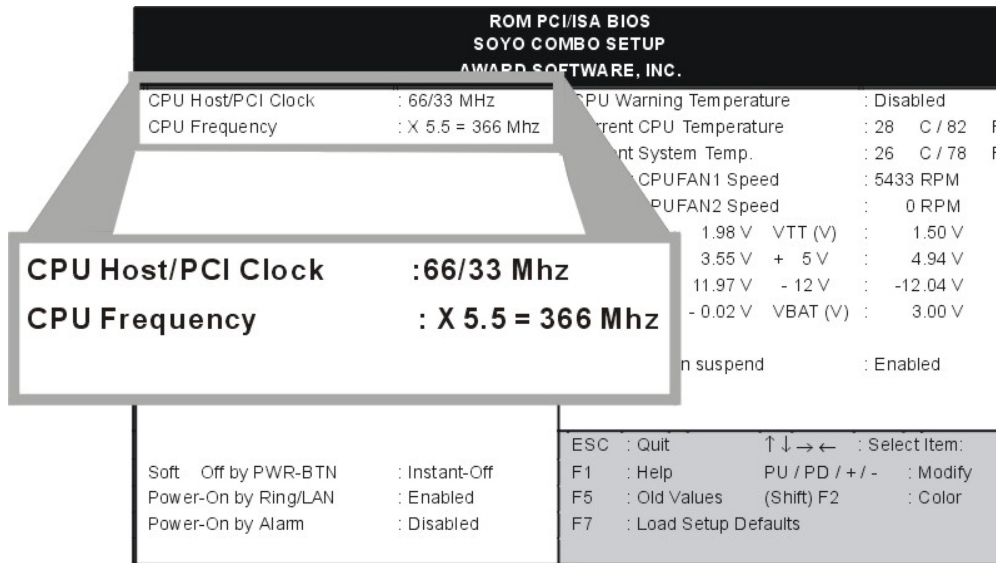 ROM PCI/ISA BIOS
SOYO COMBO SETUP
AWARD SOFTWARE, INC.
CPU Host/PCI Clock : 66/33 MHz
CPU Frequency : X 5.5 = 366 Mhz
CPU Host/PCI Clock :66/33 Mhz
CPU Frequency : X 5.5 = 366 Mhz
Soft Off by PWR-BTN : Instant-Off
Power-On by Ring/LAN : Enabled
Power-On by Alarm : Disabled
CPU Warning Temperature : Disabled
CPU Temperature : 28 C / 82 F
System Temp. : 26 C / 78 F
CPUFAN1 Speed : 5433 RPM
Speed : 0 RPM
1.98 V VTT (V) : 1.50 V
3.55 V + 5 V : 4.94 V
11.97 V - 12 V : -12.04 V
- 0.02 V VBAT (V) : 3.00 V
suspend : Enabled
ESC : Quit ↑ ↓ → ← : Select Item:
F1 : Help PU / PD / + / - : Modify
F5 : Old Values (Shift) F2 : Color
F7 : Load Setup Defaults